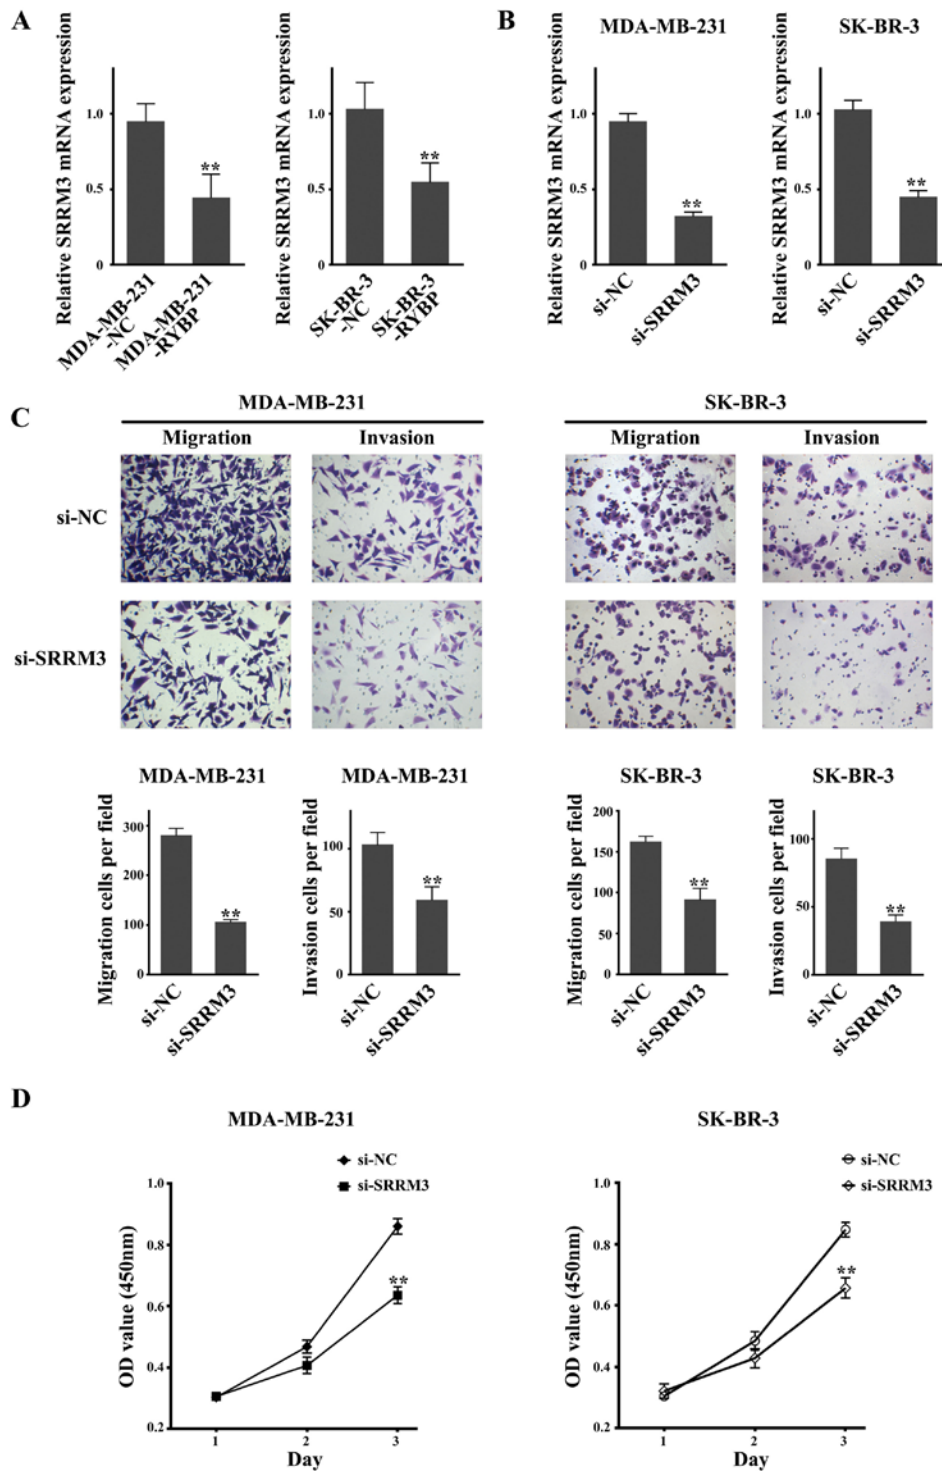 A
Relative SRRM3 mRNA expression
1.0
0.5
0
**
MDA-MB-231
-NC
MDA-MB-231
-RYBP
Relative SRRM3 mRNA expression
1.0
0.5
0
**
SK-BR-3
-NC
SK-BR-3
-RYBP
B
MDA-MB-231
Relative SRRM3 mRNA expression
1.0
0.5
0
**
si-NC
si-SRRM3
SK-BR-3
Relative SRRM3 mRNA expression
1.0
0.5
0
**
si-NC
si-SRRM3
C
MDA-MB-231
Migration
Invasion
SK-BR-3
Migration
Invasion
si-NC
si-SRRM3
MDA-MB-231
Migration cells per field
300
200
100
0
**
si-NC
si-SRRM3
MDA-MB-231
Invasion cells per field
100
50
0
**
si-NC
si-SRRM3
SK-BR-3
Migration cells per field
200
150
100
50
0
**
si-NC
si-SRRM3
SK-BR-3
Invasion cells per field
100
50
0
**
si-NC
si-SRRM3
D
MDA-MB-231
si-NC
si-SRRM3
OD value (450nm)
1.0
0.8
0.6
0.4
0.2
**
1 2 3
Day
SK-BR-3
si-NC
si-SRRM3
OD value (450nm)
1.0
0.8
0.6
0.4
0.2
**
1 2 3
Day